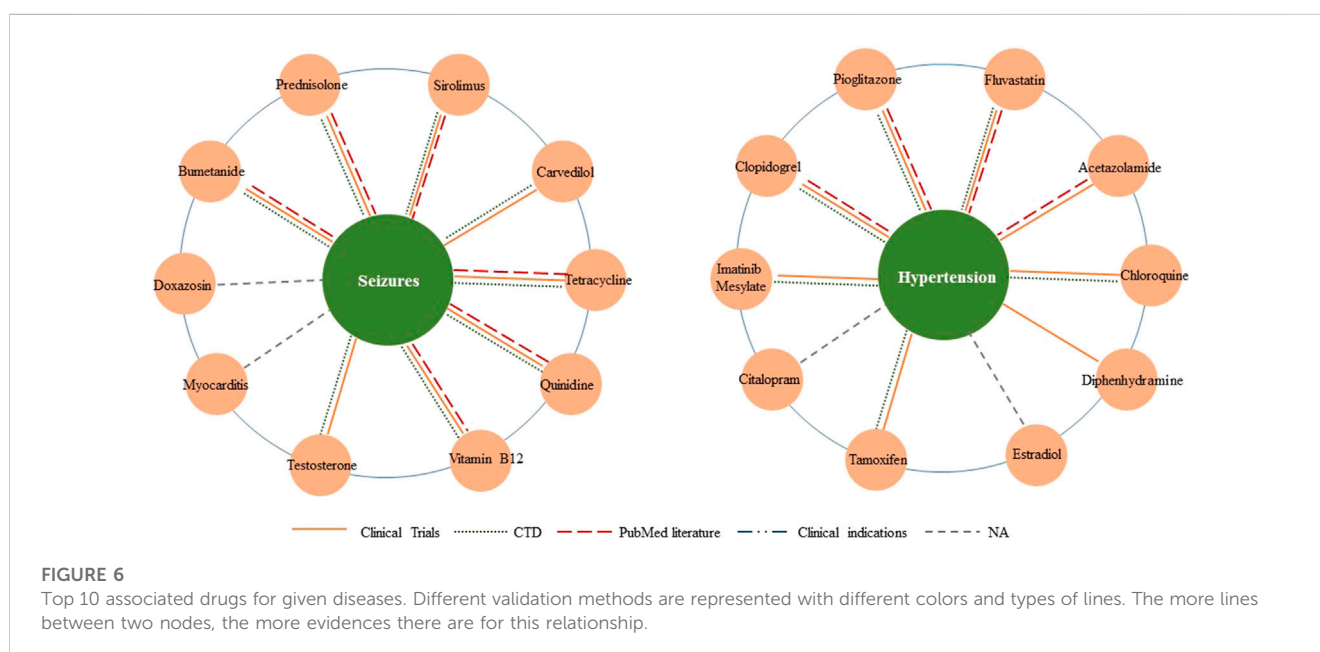 Prednisolone
Sirolimus
Bumetanide
Carvedilol
Seizures
Doxazosin
Tetracycline
Myocarditis
Quinidine
Testosterone
Vitamin B12
Pioglitazone
Fluvastatin
Clopidogrel
Acetazolamide
Hypertension
Imatinib
Mesylate
Chloroquine
Citalopram
Diphenhydramine
Tamoxifen
Estradiol
Clinical Trials CTD PubMed literature Clinical indications NA
FIGURE 6
Top 10 associated drugs for given diseases. Different validation methods are represented with different colors and types of lines. The more lines
between two nodes, the more evidences there are for this relationship.